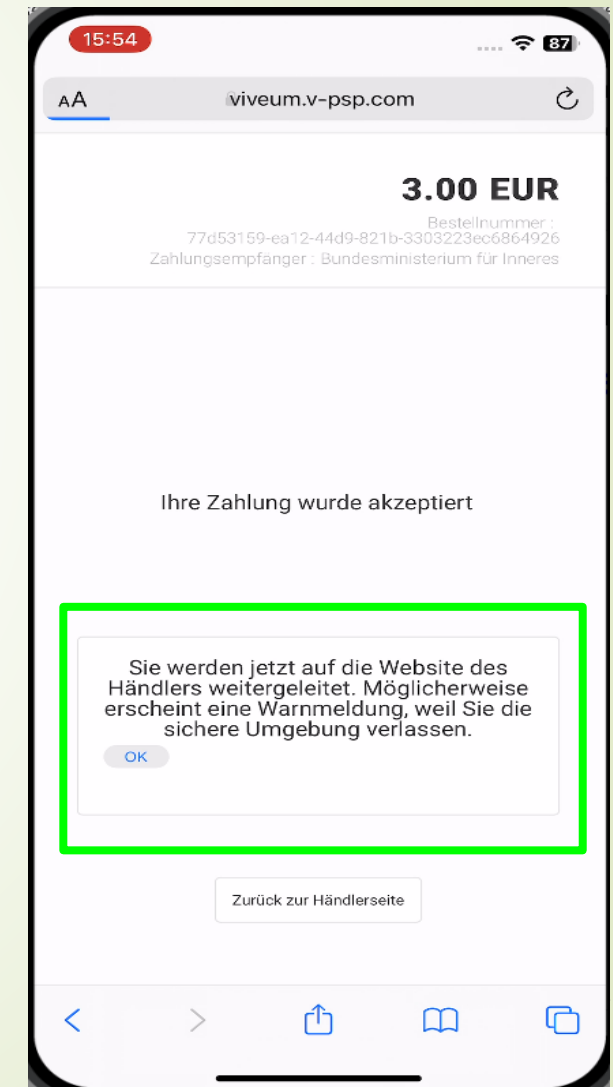 15:54
87
AA
viveum.v-psp.com
3.00 EUR
Bestellnummer :
77d53159-ea12-44d9-821b-3303223ec6864926
Zahlungsempfänger : Bundesministerium für Inneres
Ihre Zahlung wurde akzeptiert
Sie werden jetzt auf die Website des
Händlers weitergeleitet. Möglicherweise
erscheint eine Warnmeldung, weil Sie die
sichere Umgebung verlassen.
OK
Zurück zur Händlerseite